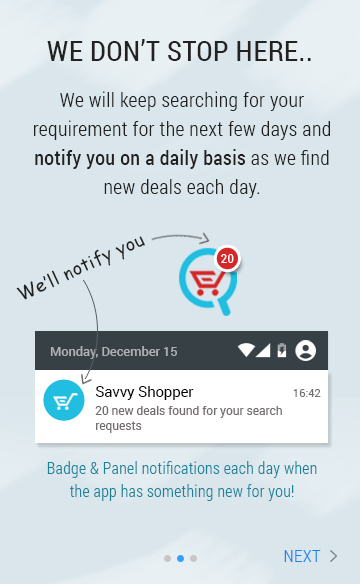 WE DON'T STOP HERE..
We will keep searching for your
requirement for the next few days and
notify you on a daily basis as we find
new deals each day.
We'll notify you
20
Monday, December 15
Savvy Shopper 16:42
20 new deals found for your search
requests
Badge & Panel notifications each day when
the app has something new for you!
NEXT